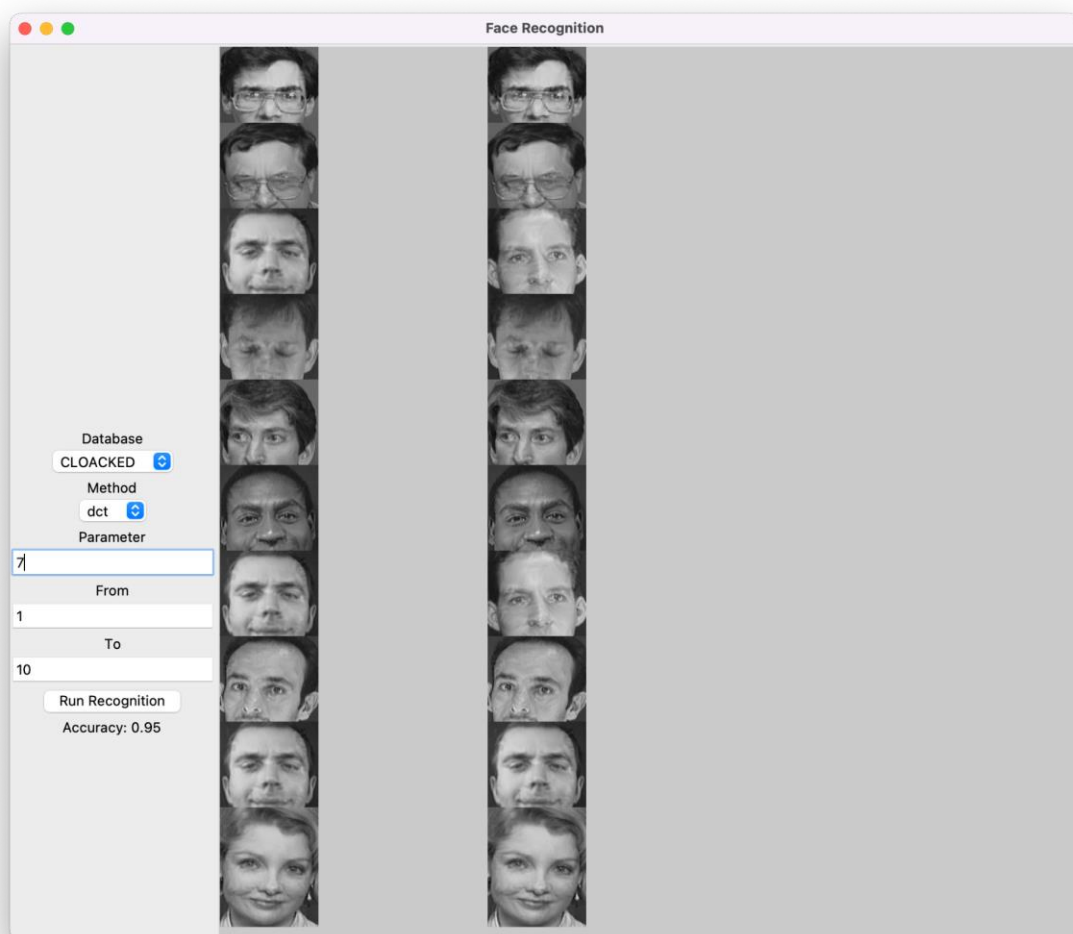 Face Recognition
Database
CLOACKED
Method
dct
Parameter
7
From
1
To
10
Run Recognition
Accuracy: 0.95